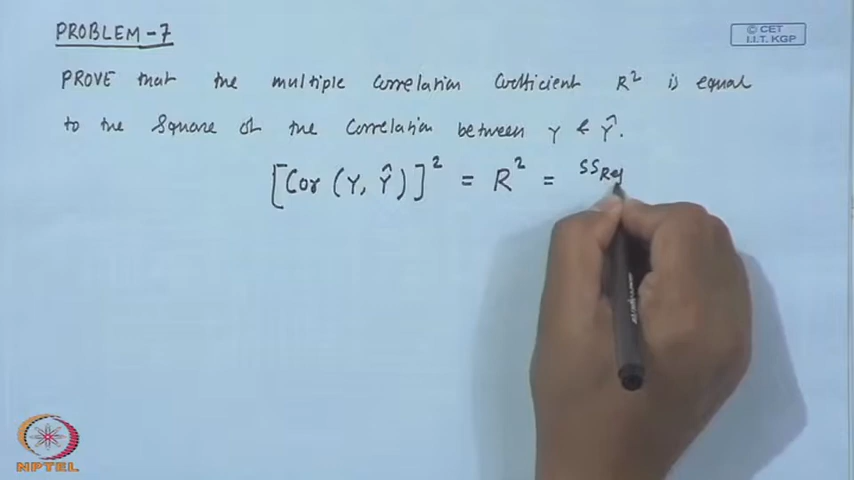 PROBLEM-7
© CET
I.I.T. KGP
PROVE that the multiple correlation coefficient R² is equal
to the square of the correlation between Y & Ŷ.
[Cor (Y, Ŷ)]² = R² = SSReg
NPTEL